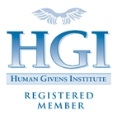 HGI
HUMAN GIVENS INSTITUTE
REGISTERED
MEMBER